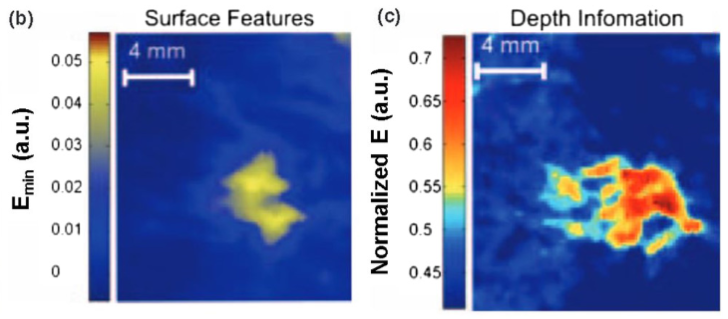 (b) Surface Features
4 mm
0.05
0.04
0.03
0.02
0.01
0
Emin (a.u.)
(c) Depth Infomation
4 mm
0.7
0.65
0.6
0.55
0.5
0.45
Normalized E (a.u.)